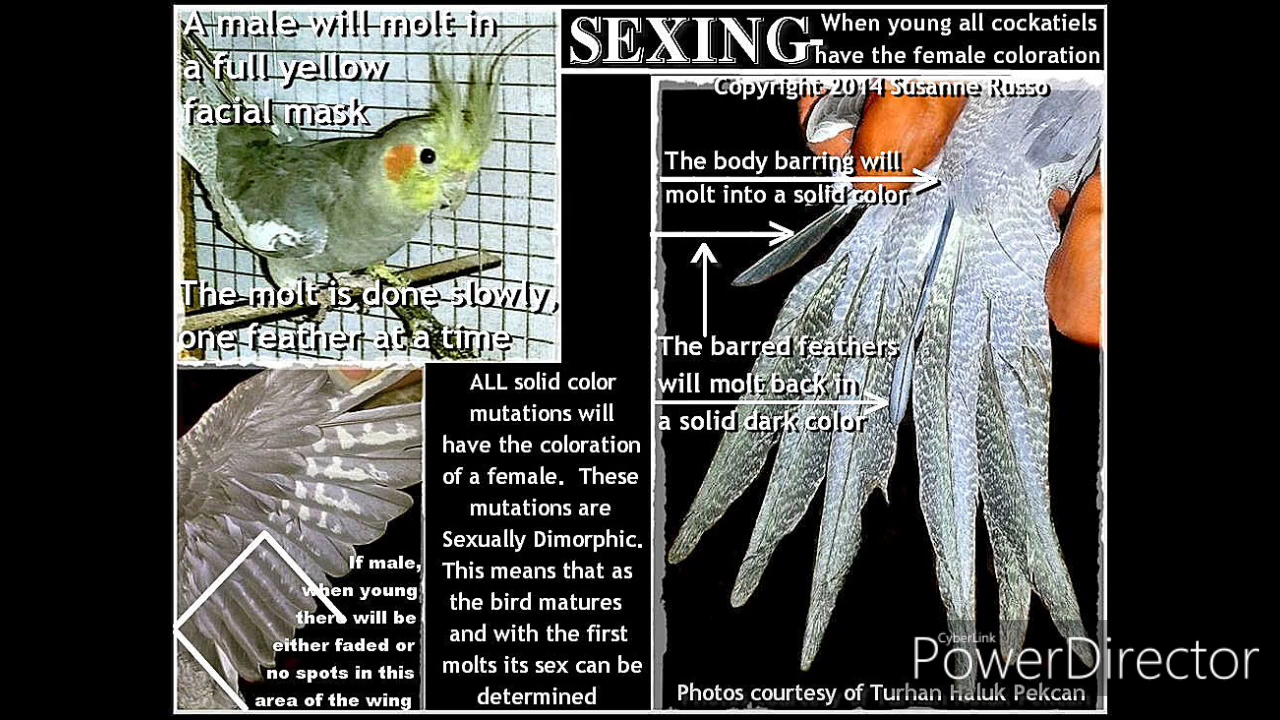 A male will molt in
a full yellow
facial mask
The molt is done slowly,
one feather at a time
SEXING-
When young all cockatiels
have the female coloration
Copyright 2014 Susanne Russo
The body barring will
molt into a solid color
The barred feathers
will molt back in
a solid dark color
If male,
when young
there will be
either faded or
no spots in this
area of the wing
ALL solid color
mutations will
have the coloration
of a female. These
mutations are
Sexually Dimorphic.
This means that as
the bird matures
and with the first
molts its sex can be
determined
Photos courtesy of Turhan Haluk Pekcan
CyberLink
PowerDirector